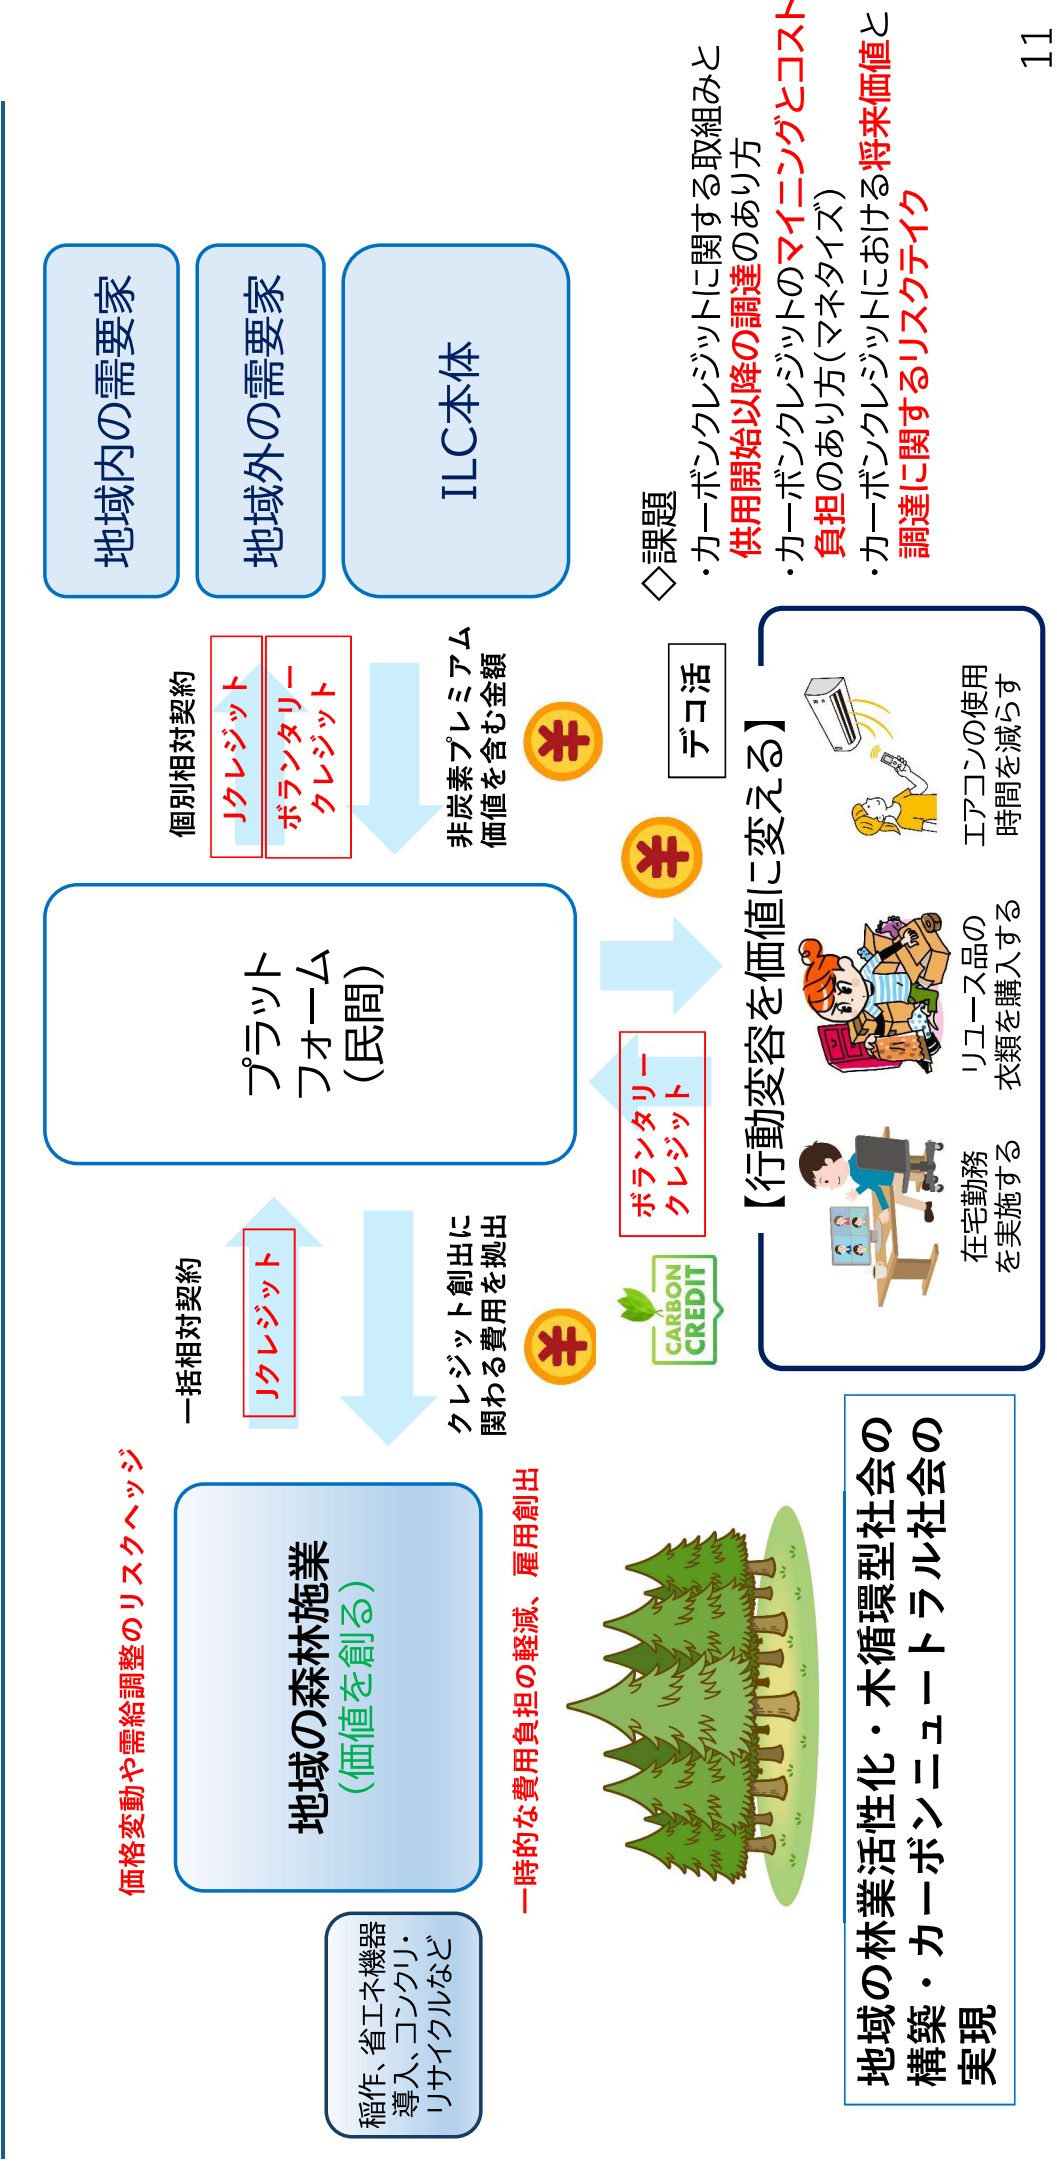 価格変動や需給調整のリスクヘッジ
稲作、省エネ機器
導入、コンクリ・
リサイクルなど
地域の森林施業
（価値を創る）
一時的な費用負担の軽減、雇用創出
一括相対契約
Jクレジット
クレジット創出に
関わる費用を拠出
プラット
フォーム
（民間）
個別相対契約
Jクレジット
ボランタリー
クレジット
非炭素プレミアム
価値を含む金額
地域内の需要家
地域外の需要家
ILC本体
CARBON
CREDIT
ボランタリー
クレジット
デコ活
【行動変容を価値に変える】
在宅勤務
を実施する
リユース品の
衣類を購入する
エアコンの使用
時間を減らす
◇課題
・カーボンクレジットに関する取組みと
供用開始以降の調達のあり方
・カーボンクレジットのマイニングとコスト
負担のあり方（マネタイズ）
・カーボンクレジットにおける将来価値と
調達に関するリスクテイク
地域の林業活性化・木循環型社会の
構築・カーボンニュートラル社会の
実現
11